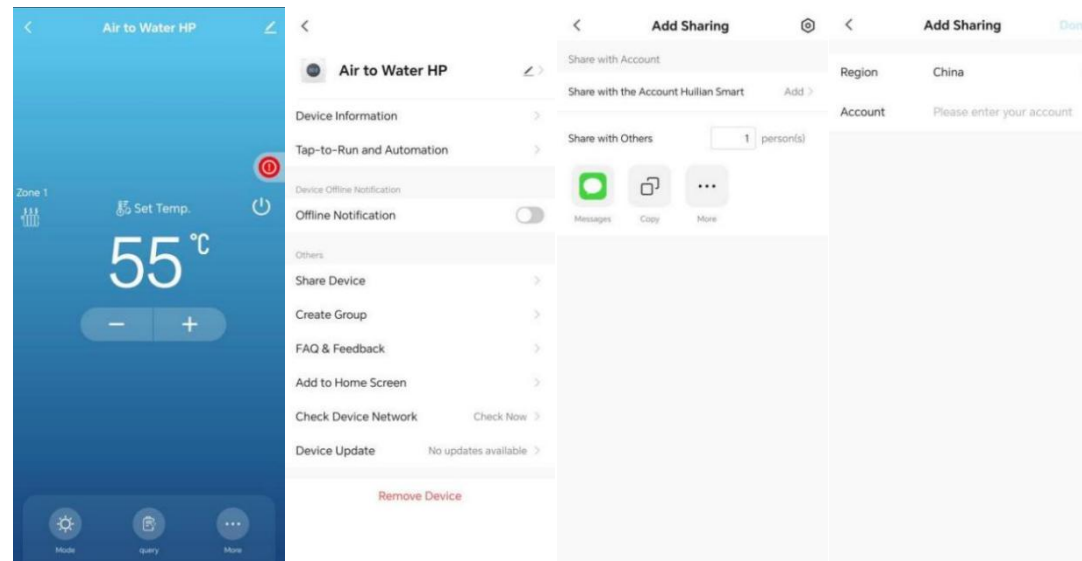 Air to Water HP
Zone 1
Set Temp.
55 °C
− +
Mode query More
Air to Water HP
Device Information
Tap-to-Run and Automation
Device Offline Notification
Offline Notification
Others
Share Device
Create Group
FAQ & Feedback
Add to Home Screen
Check Device Network Check Now
Device Update No updates available
Remove Device
Add Sharing
Share with Account
Share with the Account Huilian Smart Add
Share with Others 1 person(s)
Messages Copy More
Add Sharing
Region China
Account Please enter your account